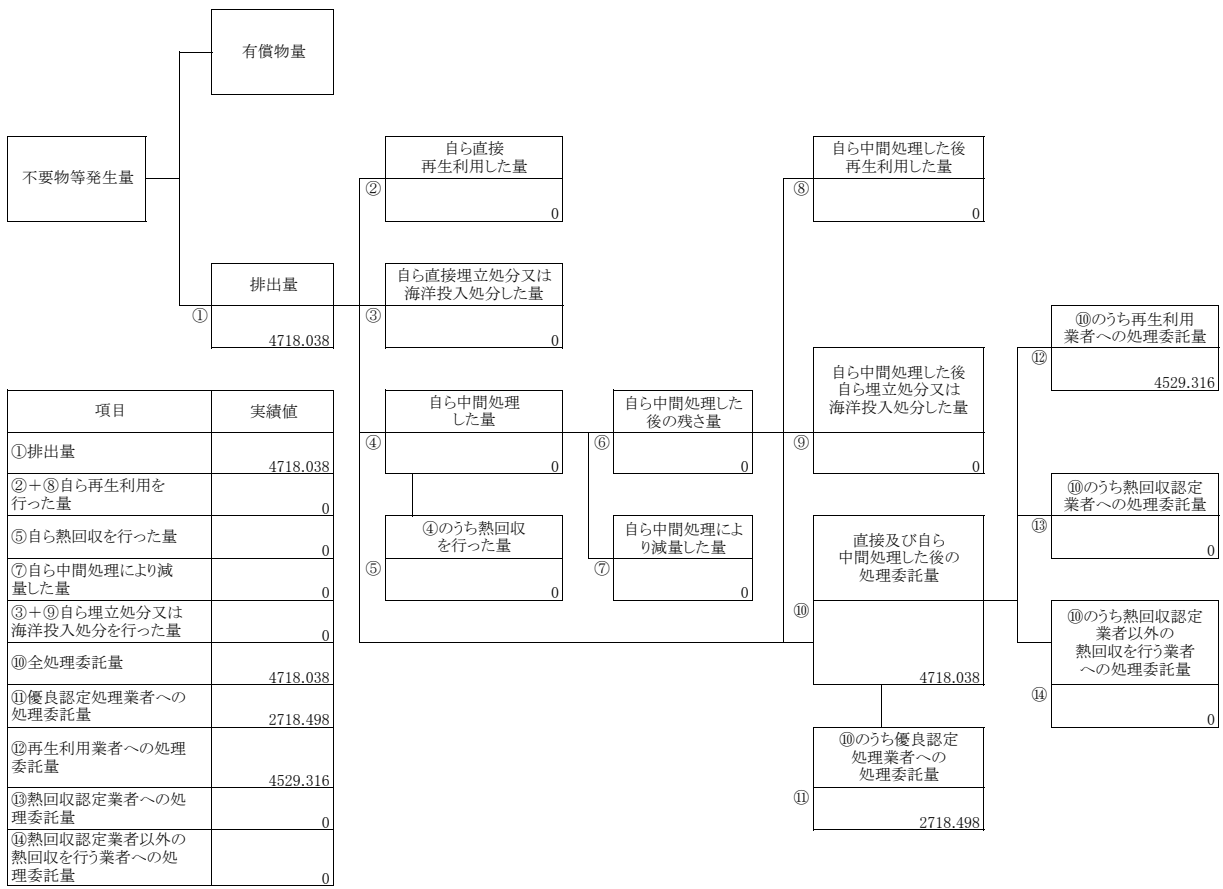 有償物量
不要物等発生量
排出量
①
4718.038
自ら直接
再生利用した量
②
0
自ら直接埋立処分又は
海洋投入処分した量
③
0
自ら中間処理
した量
④
0
④のうち熱回収
を行った量
⑤
0
自ら中間処理した
後の残さ量
⑥
0
自ら中間処理によ
り減量した量
⑦
0
自ら中間処理した後
再生利用した量
⑧
0
自ら中間処理した後
自ら埋立処分又は
海洋投入処分した量
⑨
0
直接及び自ら
中間処理した後の
処理委託量
⑩
4718.038
⑩のうち優良認定
処理業者への
処理委託量
⑪
2718.498
⑩のうち再生利用
業者への処理委託量
⑫
4529.316
⑩のうち熱回収認定
業者への処理委託量
⑬
0
⑩のうち熱回収認定
業者以外の
熱回収を行う業者
への処理委託量
⑭
0
項目 実績値
①排出量
4718.038
②＋⑧自ら再生利用を
行った量
0
⑤自ら熱回収を行った量
0
⑦自ら中間処理により減
量した量
0
③＋⑨自ら埋立処分又は
海洋投入処分を行った量
0
⑩全処理委託量
4718.038
⑪優良認定処理業者への
処理委託量
2718.498
⑫再生利用業者への処理
委託量
4529.316
⑬熱回収認定業者への処
理委託量
0
⑭熱回収認定業者以外の
熱回収を行う業者への処
理委託量
0